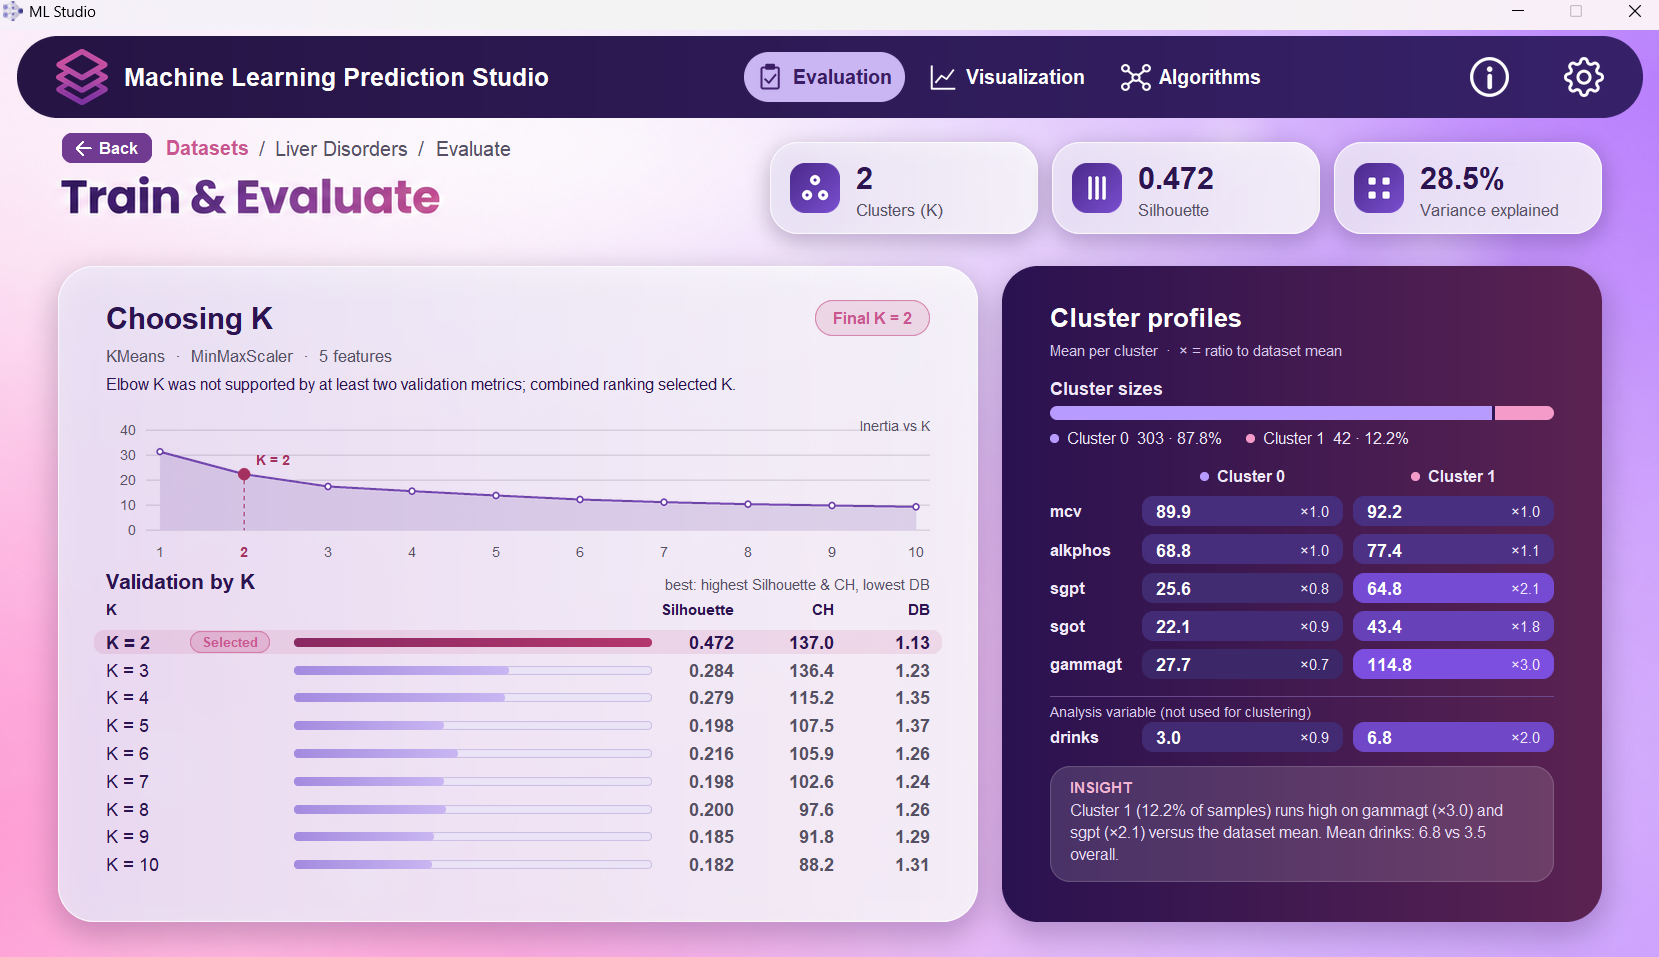 ML Studio
Machine Learning Prediction Studio
Evaluation
Visualization
Algorithms
Back
Datasets / Liver Disorders / Evaluate
Train & Evaluate
2
Clusters (K)
0.472
Silhouette
28.5%
Variance explained
Choosing K
Final K = 2
KMeans · MinMaxScaler · 5 features
Elbow K was not supported by at least two validation metrics; combined ranking selected K.
Inertia vs K
40
30
20
10
0
K = 2
1 2 3 4 5 6 7 8 9 10
Validation by K
best: highest Silhouette & CH, lowest DB
K Silhouette CH DB
K = 2 Selected 0.472 137.0 1.13
K = 3 0.284 136.4 1.23
K = 4 0.279 115.2 1.35
K = 5 0.198 107.5 1.37
K = 6 0.216 105.9 1.26
K = 7 0.198 102.6 1.24
K = 8 0.200 97.6 1.26
K = 9 0.185 91.8 1.29
K = 10 0.182 88.2 1.31
Cluster profiles
Mean per cluster · × = ratio to dataset mean
Cluster sizes
Cluster 0 303 · 87.8% Cluster 1 42 · 12.2%
Cluster 0 Cluster 1
mcv 89.9 ×1.0 92.2 ×1.0
alkphos 68.8 ×1.0 77.4 ×1.1
sgpt 25.6 ×0.8 64.8 ×2.1
sgot 22.1 ×0.9 43.4 ×1.8
gammagt 27.7 ×0.7 114.8 ×3.0
Analysis variable (not used for clustering)
drinks 3.0 ×0.9 6.8 ×2.0
INSIGHT
Cluster 1 (12.2% of samples) runs high on gammagt (×3.0) and
sgpt (×2.1) versus the dataset mean. Mean drinks: 6.8 vs 3.5
overall.